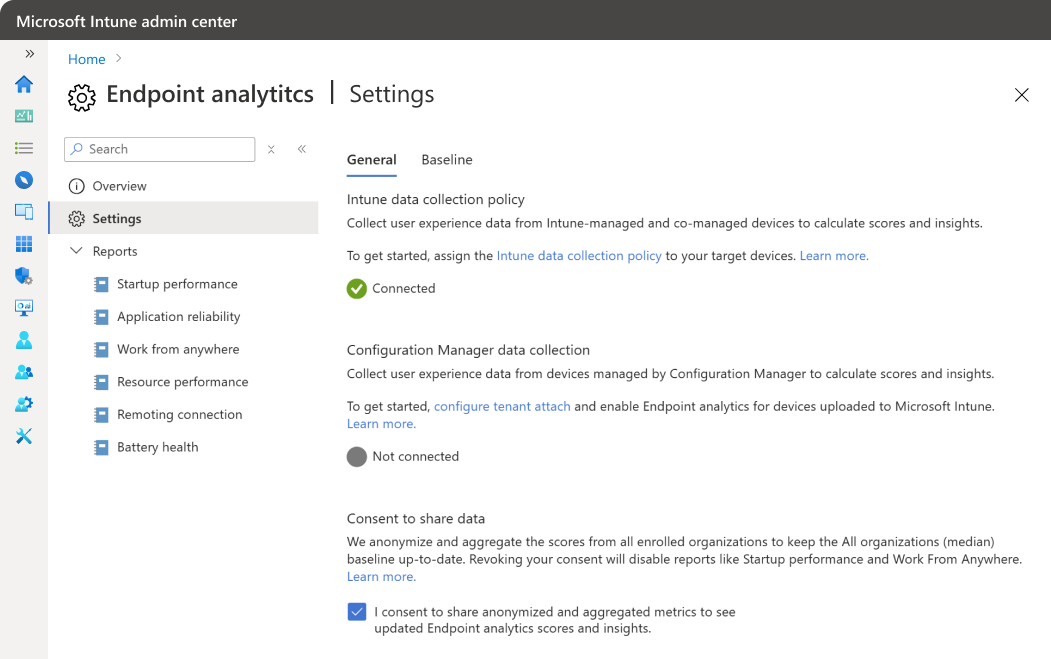 Microsoft Intune admin center
Home
Endpoint analytics | Settings
Search
Overview
Settings
Reports
Startup performance
Application reliability
Work from anywhere
Resource performance
Remoting connection
Battery health
General
Baseline
Intune data collection policy
Collect user experience data from Intune-managed and co-managed devices to calculate scores and insights.
To get started, assign the Intune data collection policy to your target devices. Learn more.
Connected
Configuration Manager data collection
Collect user experience data from devices managed by Configuration Manager to calculate scores and insights.
To get started, configure tenant attach and enable Endpoint analytics for devices uploaded to Microsoft Intune.
Learn more.
Not connected
Consent to share data
We anonymize and aggregate the scores from all enrolled organizations to keep the All organizations (median)
baseline up-to-date. Revoking your consent will disable reports like Startup performance and Work From Anywhere.
Learn more.
I consent to share anonymized and aggregated metrics to see
updated Endpoint analytics scores and insights.